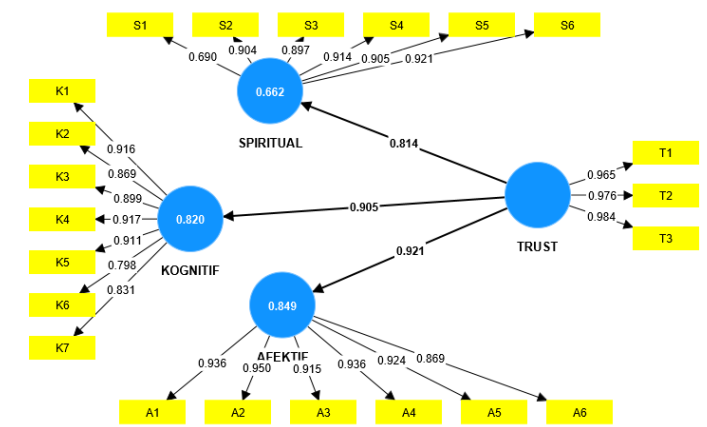 S1 S2 S3 S4 S5 S6
0.690 0.904 0.897 0.914 0.905 0.921
0.662
SPIRITUAL
K1
K2
K3
K4
K5
K6
K7
0.916
0.869
0.899
0.917
0.911
0.798
0.831
0.820
KOGNITIF
0.814
0.905
0.921
TRUST
0.965
0.976
0.984
T1
T2
T3
0.849
AFEKTIF
0.936 0.950 0.915 0.936 0.924 0.869
A1 A2 A3 A4 A5 A6